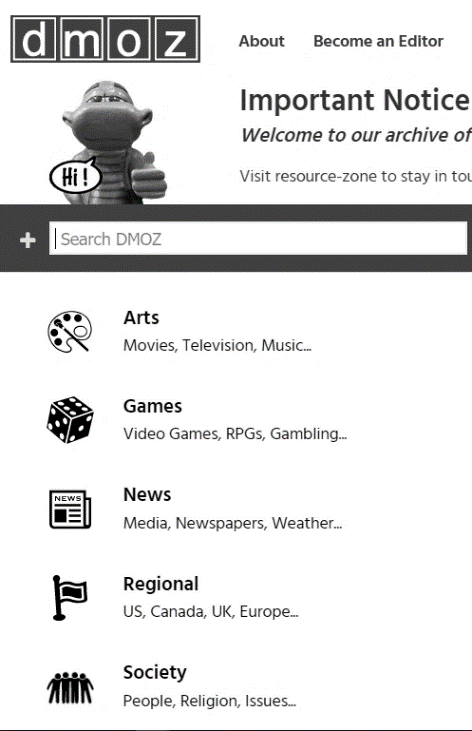 dmoz
About Become an Editor
Important Notice
Welcome to our archive of
Hi !
Visit resource-zone to stay in tou
Search DMOZ
Arts
Movies, Television, Music...
Games
Video Games, RPGs, Gambling...
NEWS
News
Media, Newspapers, Weather...
Regional
US, Canada, UK, Europe...
Society
People, Religion, Issues...